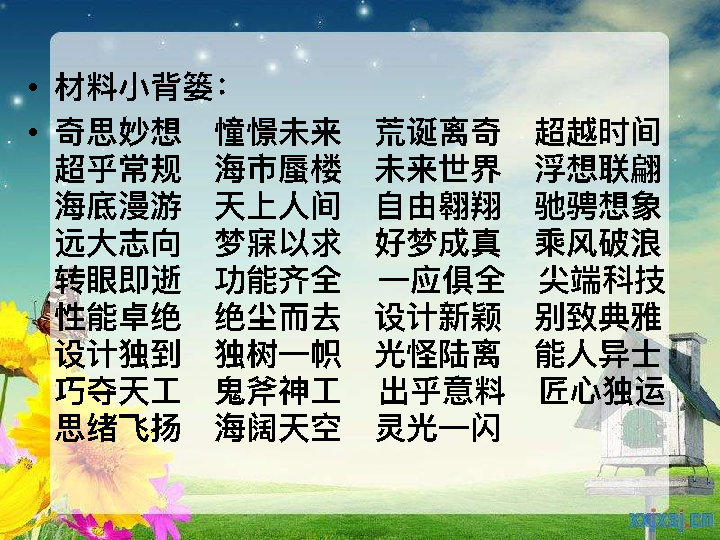 • 材料小背篓：
• 奇思妙想 憧憬未来 荒诞离奇 超越时间
超乎常规 海市蜃楼 未来世界 浮想联翩
海底漫游 天上人间 自由翱翔 驰骋想象
远大志向 梦寐以求 好梦成真 乘风破浪
转眼即逝 功能齐全 一应俱全 尖端科技
性能卓绝 绝尘而去 设计新颖 别致典雅
设计独到 独树一帜 光怪陆离 能人异士
巧夺天工 鬼斧神工 出乎意料 匠心独运
思绪飞扬 海阔天空 灵光一闪
xxjxsj.cn